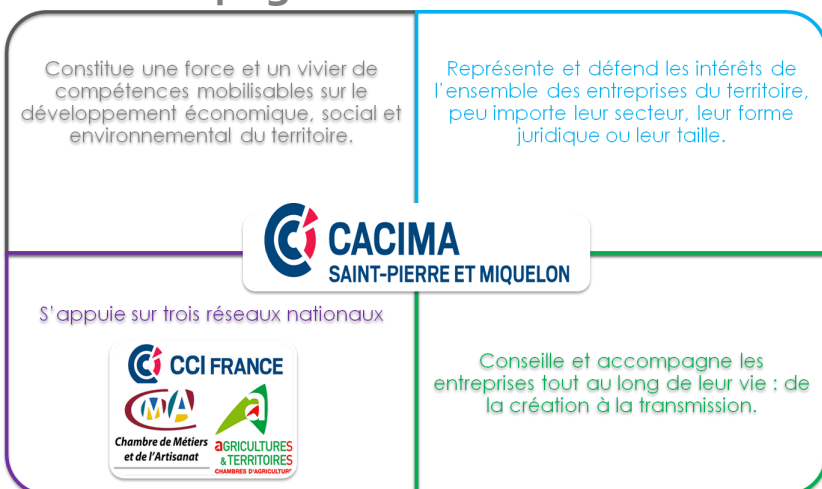 Constitue une force et un vivier de
compétences mobilisables sur le
développement économique, social et
environnemental du territoire.
Représente et défend les intérêts de
l'ensemble des entreprises du territoire,
peu importe leur secteur, leur forme
juridique ou leur taille.
CACIMA
SAINT-PIERRE ET MIQUELON
S'appuie sur trois réseaux nationaux
CCI FRANCE
CMA
Chambre de Métiers
et de l'Artisanat
aGRICULTURES
& TERRITOIRES
CHAMBRES D'AGRICULTURE
Conseille et accompagne les
entreprises tout au long de leur vie : de
la création à la transmission.